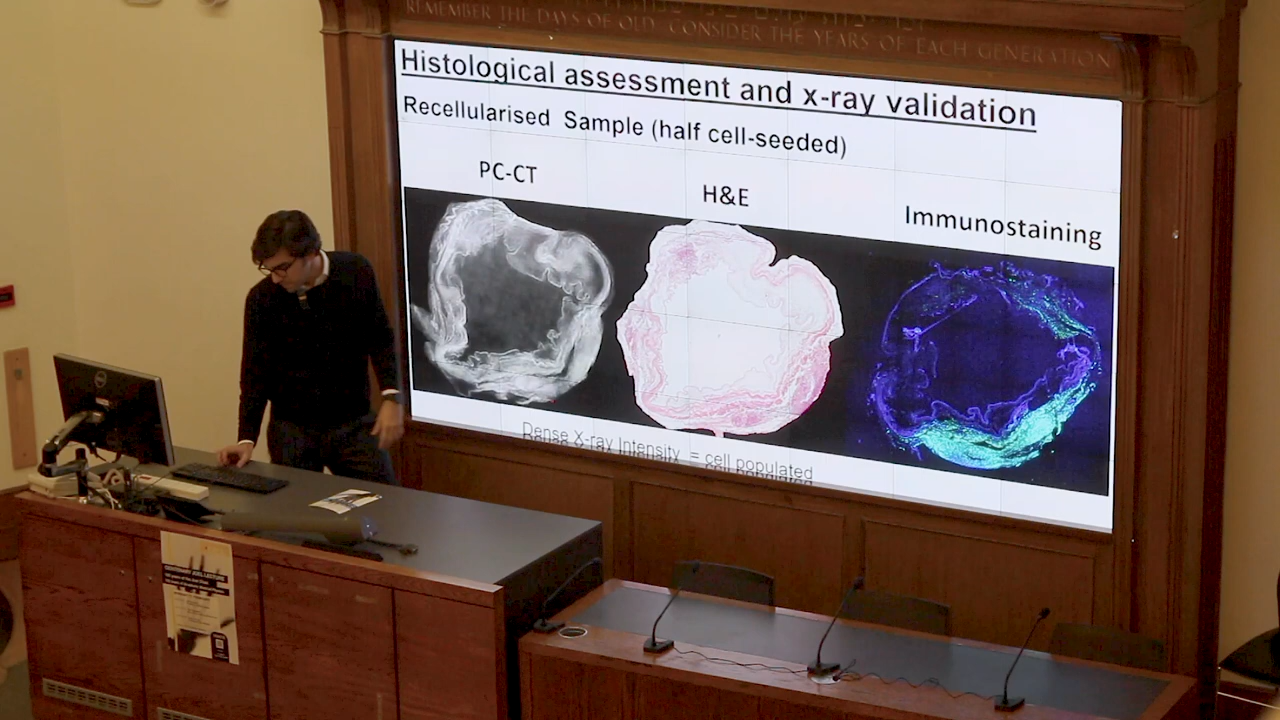 REMEMBER THE DAYS OF OLD CONSIDER THE YEARS OF EACH GENERATION
Histological assessment and x-ray validation
Recellularised Sample (half cell-seeded)
PC-CT
H&E
Immunostaining
Dense X-ray Intensity = cell populated
DELL